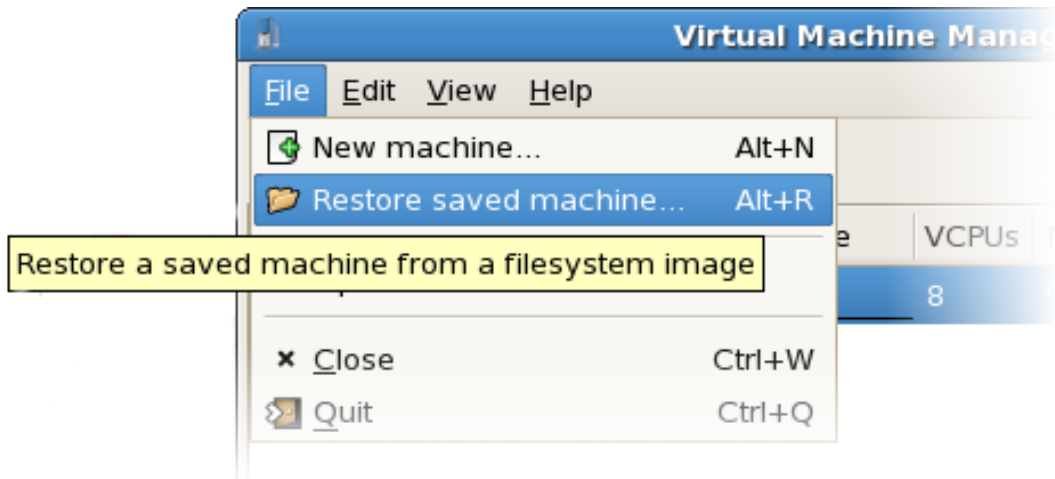 Virtual Machine
File Edit View Help
New machine... Alt+N
Restore saved machine... Alt+R
VCPUs
Restore a saved machine from a filesystem image
8
Close Ctrl+W
Quit Ctrl+Q